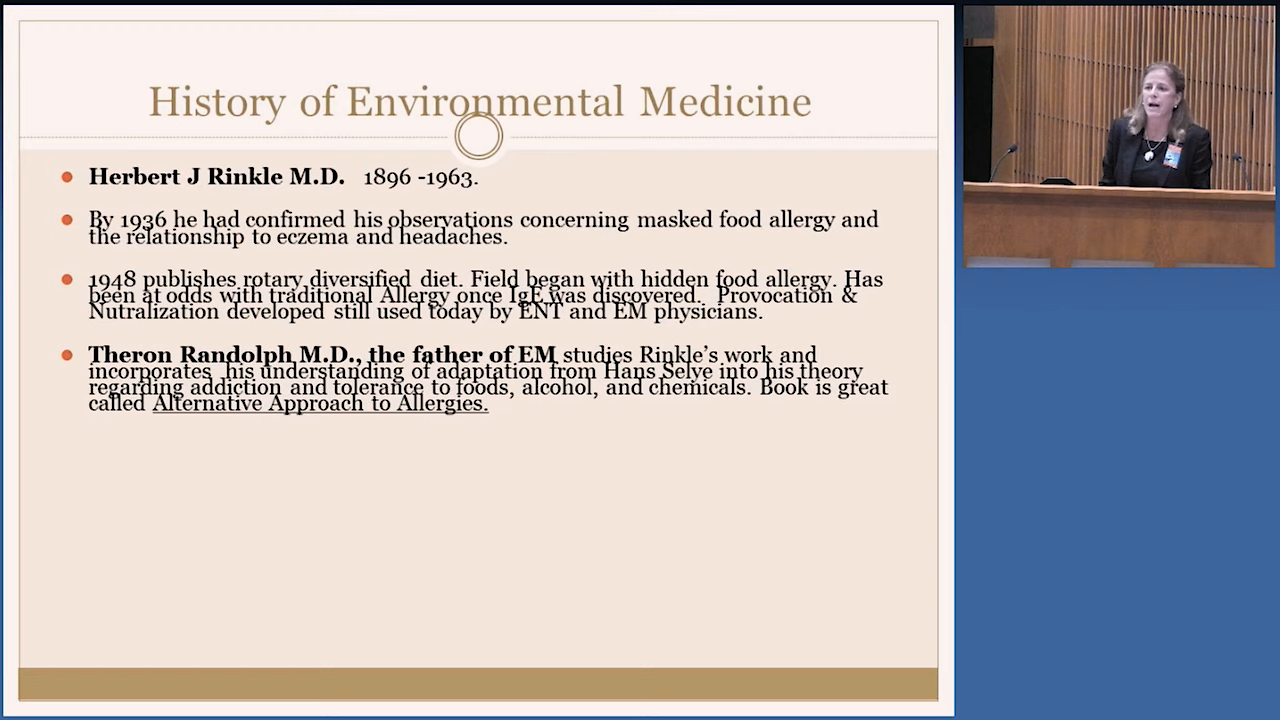 History of Environmental Medicine
Herbert J Rinkle M.D. 1896 -1963.
By 1936 he had confirmed his observations concerning masked food allergy and
the relationship to eczema and headaches.
1948 publishes rotary diversified diet. Field began with hidden food allergy. Has
been at odds with traditional Allergy once IgE was discovered. Provocation &
Nutralization developed still used today by ENT and EM physicians.
Theron Randolph M.D., the father of EM studies Rinkle's work and
incorporates his understanding of adaptation from Hans Selye into his theory
regarding addiction and tolerance to foods, alcohol, and chemicals. Book is great
called Alternative Approach to Allergies.